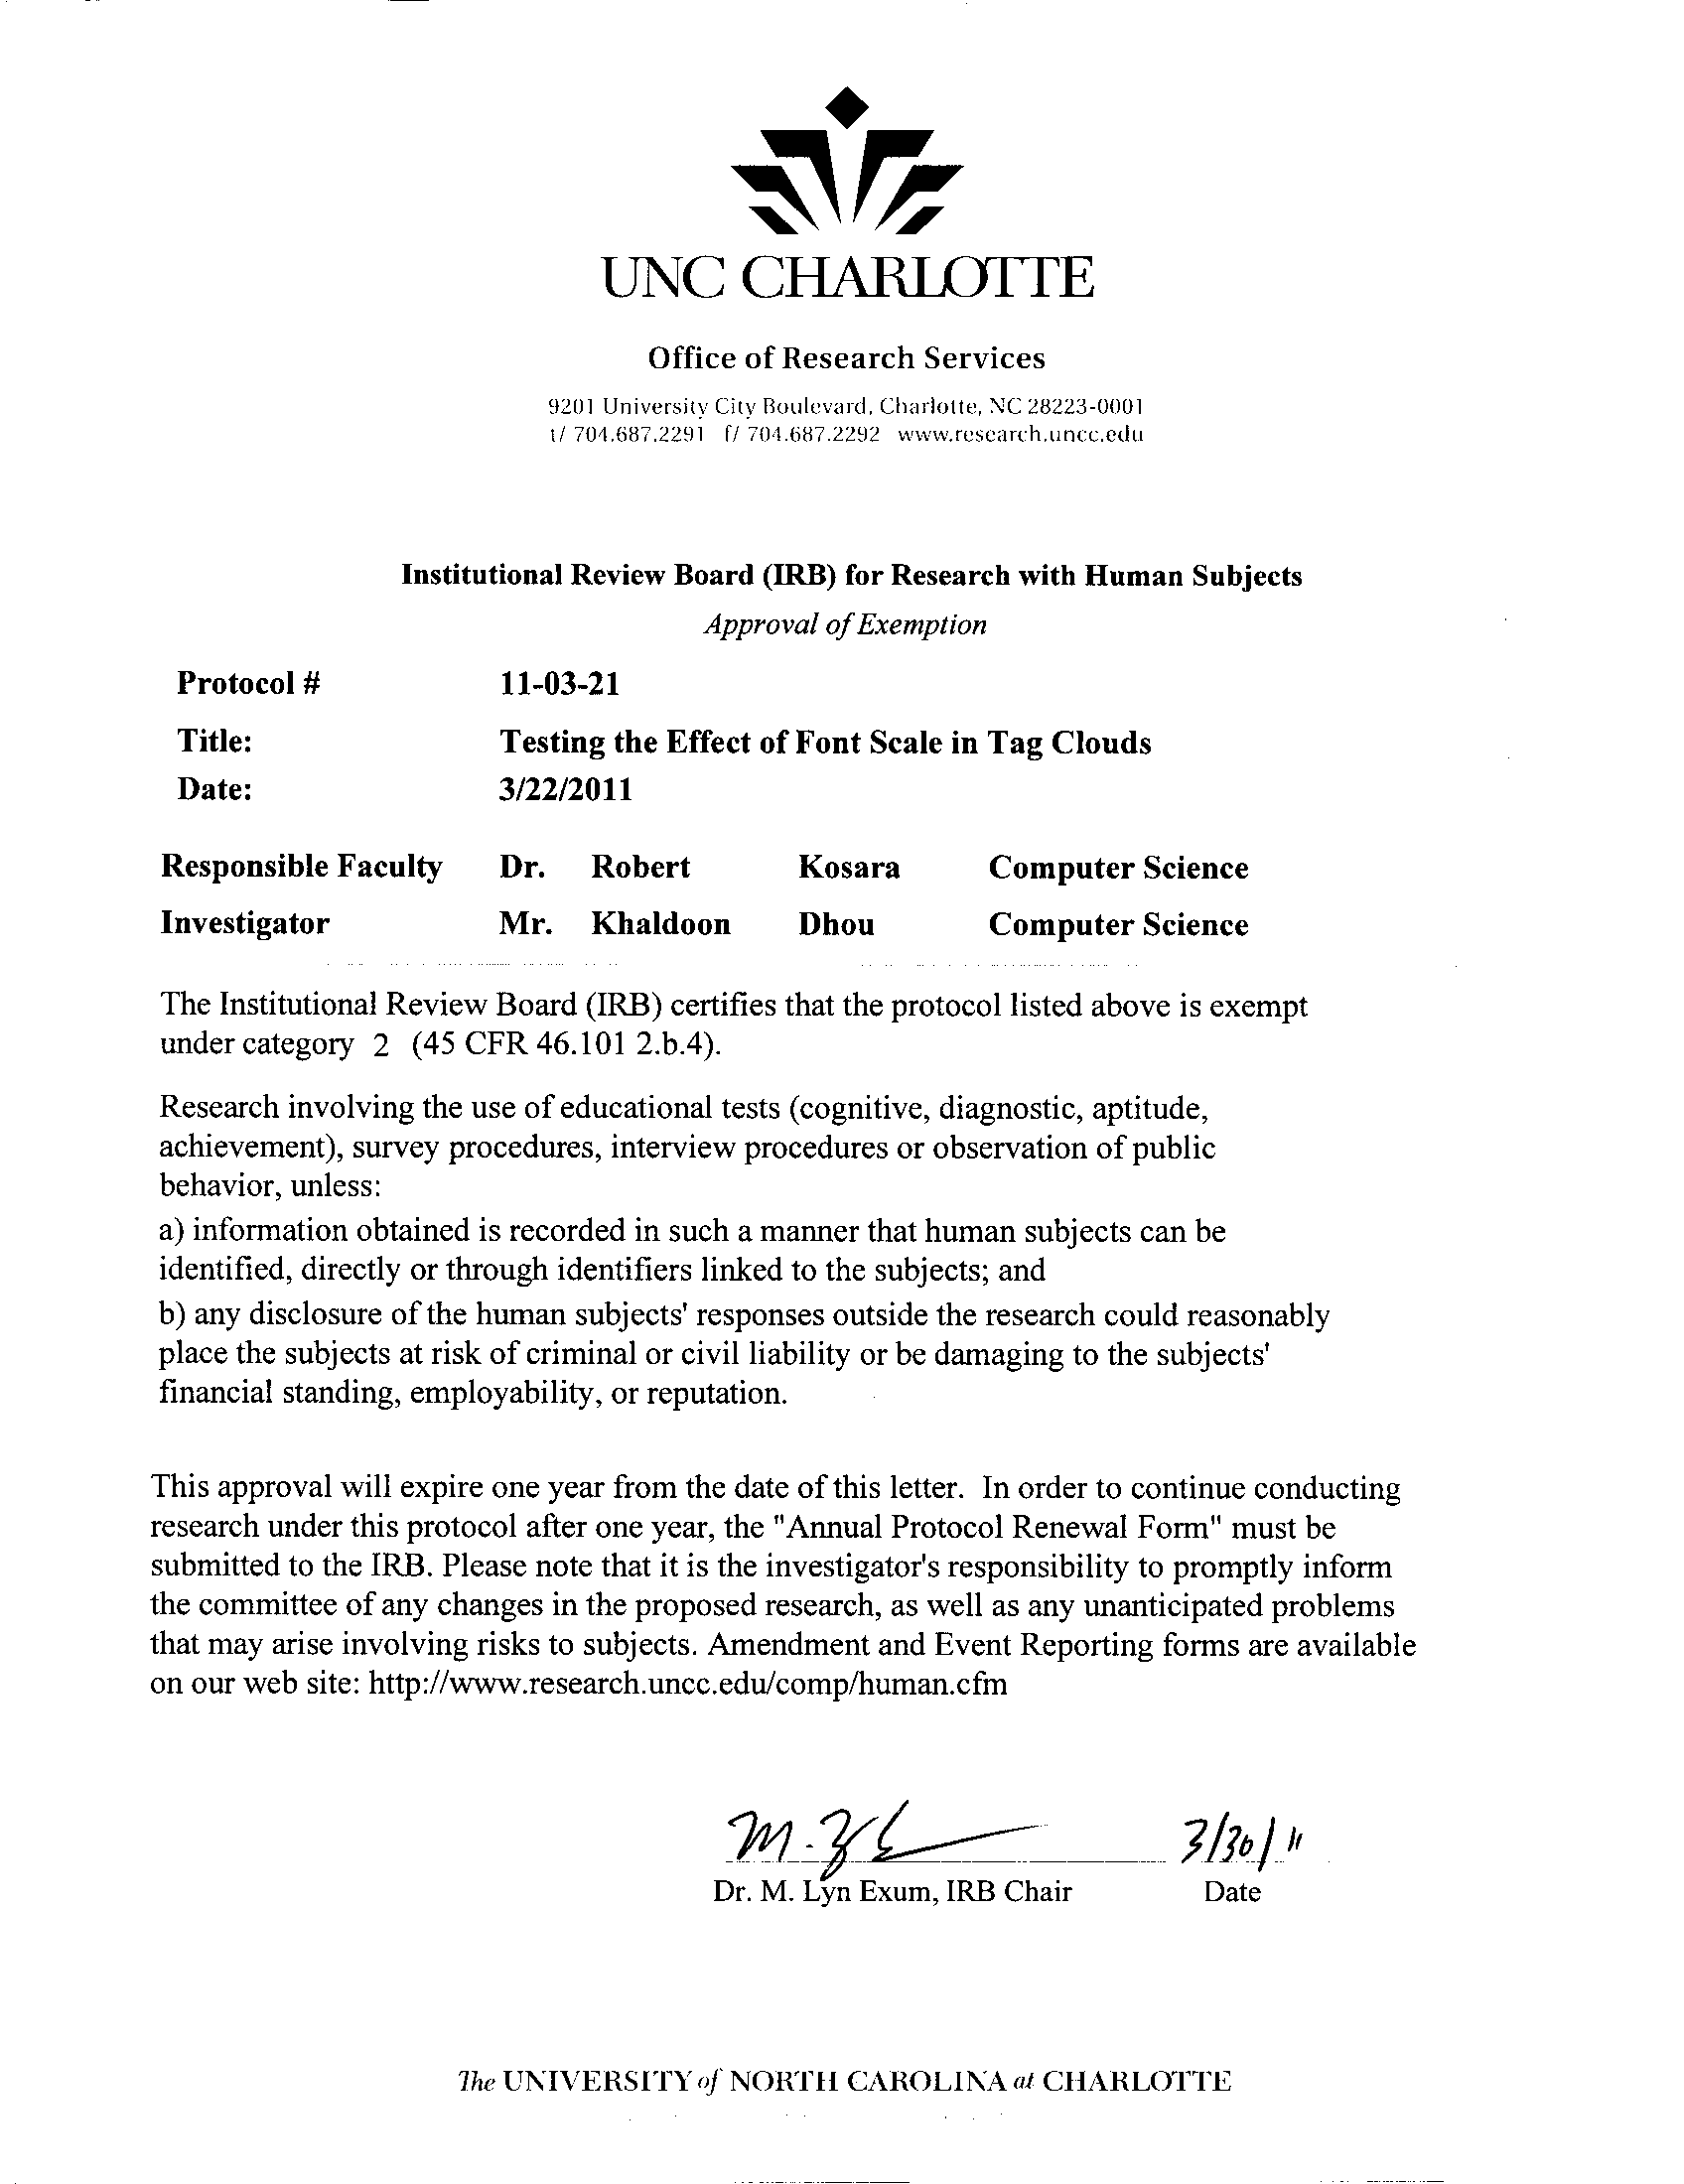 UNC CHARLOTTE
Office of Research Services
9201 University City Boulevard, Charlotte, NC 28223-0001
t/ 704.687.2291 f/ 704.687.2292 www.research.uncc.edu
Institutional Review Board (IRB) for Research with Human Subjects
Approval of Exemption
Protocol # 11-03-21
Title: Testing the Effect of Font Scale in Tag Clouds
Date: 3/22/2011
Responsible Faculty Dr. Robert Kosara Computer Science
Investigator Mr. Khaldoon Dhou Computer Science
The Institutional Review Board (IRB) certifies that the protocol listed above is exempt
under category 2 (45 CFR 46.101 2.b.4).
Research involving the use of educational tests (cognitive, diagnostic, aptitude,
achievement), survey procedures, interview procedures or observation of public
behavior, unless:
a) information obtained is recorded in such a manner that human subjects can be
identified, directly or through identifiers linked to the subjects; and
b) any disclosure of the human subjects' responses outside the research could reasonably
place the subjects at risk of criminal or civil liability or be damaging to the subjects'
financial standing, employability, or reputation.
This approval will expire one year from the date of this letter. In order to continue conducting
research under this protocol after one year, the "Annual Protocol Renewal Form" must be
submitted to the IRB. Please note that it is the investigator's responsibility to promptly inform
the committee of any changes in the proposed research, as well as any unanticipated problems
that may arise involving risks to subjects. Amendment and Event Reporting forms are available
on our web site: http://www.research.uncc.edu/comp/human.cfm
3/30/11
Dr. M. Lyn Exum, IRB Chair Date
The UNIVERSITY of NORTH CAROLINA at CHARLOTTE